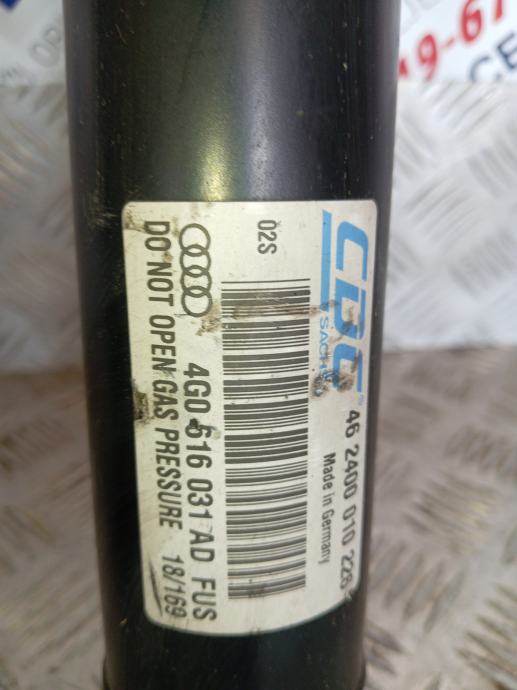 CDC®
SACHS
46 2400 010 226
Made in Germany
02S
4G0 616 031 AD FUS
DO NOT OPEN GAS PRESSURE 18/169